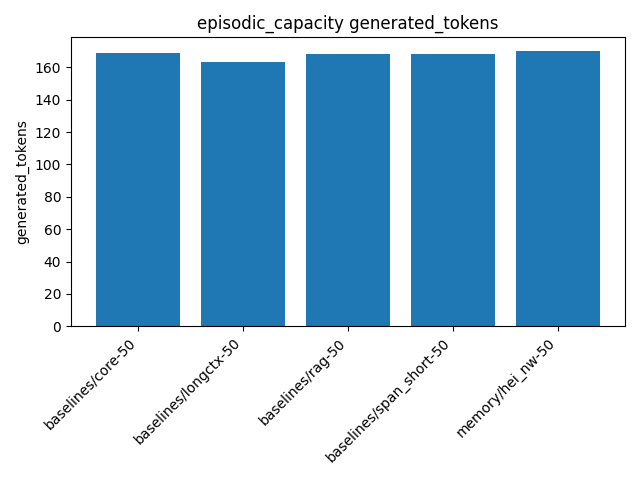 episodic_capacity generated_tokens
generated_tokens
160
140
120
100
80
60
40
20
0
baselines/core-50
baselines/longctx-50
baselines/rag-50
baselines/span_short-50
memory/hei_nw-50